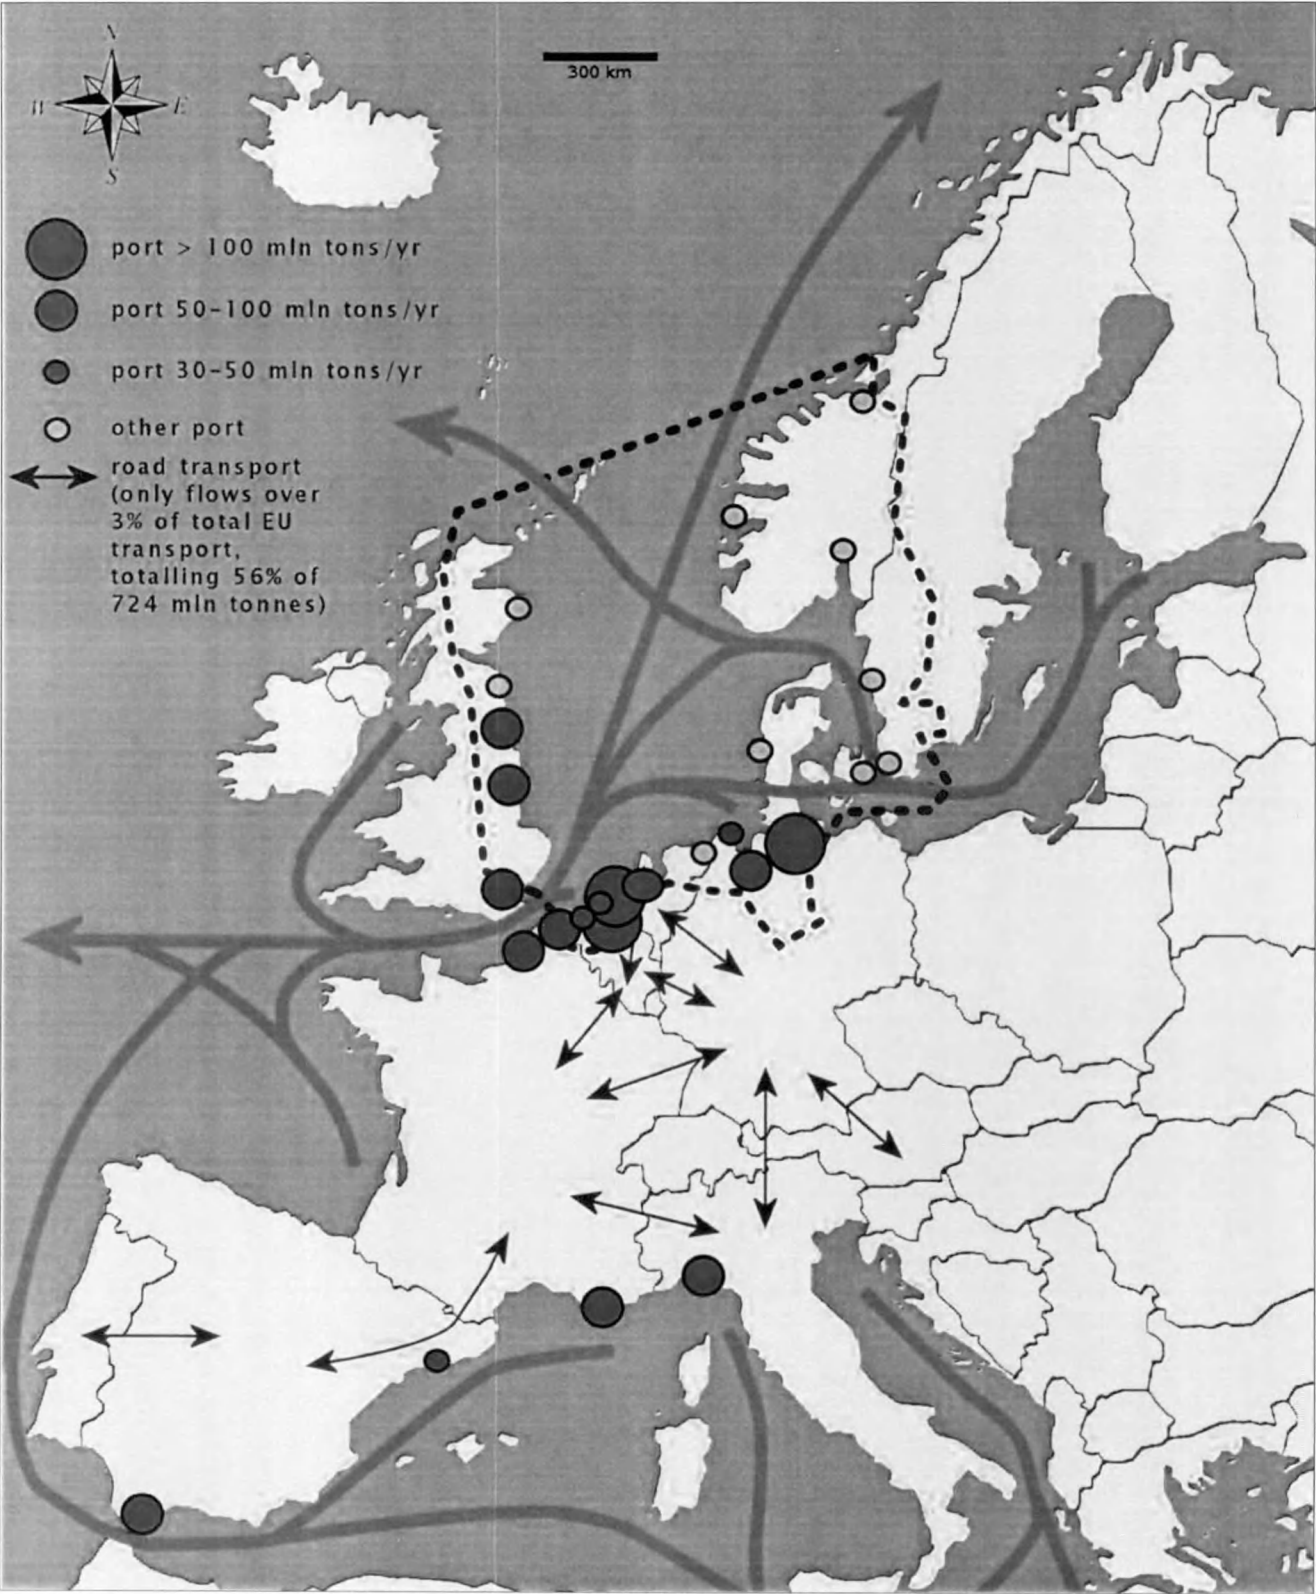 N
W
E
S
300 km
port > 100 mln tons/yr
port 50-100 mln tons/yr
port 30-50 mln tons/yr
other port
road transport
(only flows over
3% of total EU
transport,
totalling 56% of
724 mln tonnes)